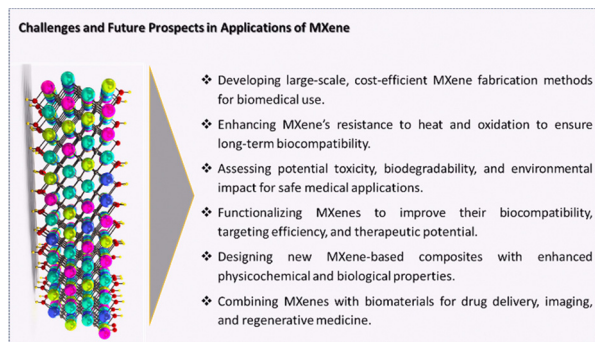 Challenges and Future Prospects in Applications of MXene
❖ Developing large-scale, cost-efficient MXene fabrication methods
for biomedical use.
❖ Enhancing MXene's resistance to heat and oxidation to ensure
long-term biocompatibility.
❖ Assessing potential toxicity, biodegradability, and environmental
impact for safe medical applications.
❖ Functionalizing MXenes to improve their biocompatibility,
targeting efficiency, and therapeutic potential.
❖ Designing new MXene-based composites with enhanced
physicochemical and biological properties.
❖ Combining MXenes with biomaterials for drug delivery, imaging,
and regenerative medicine.